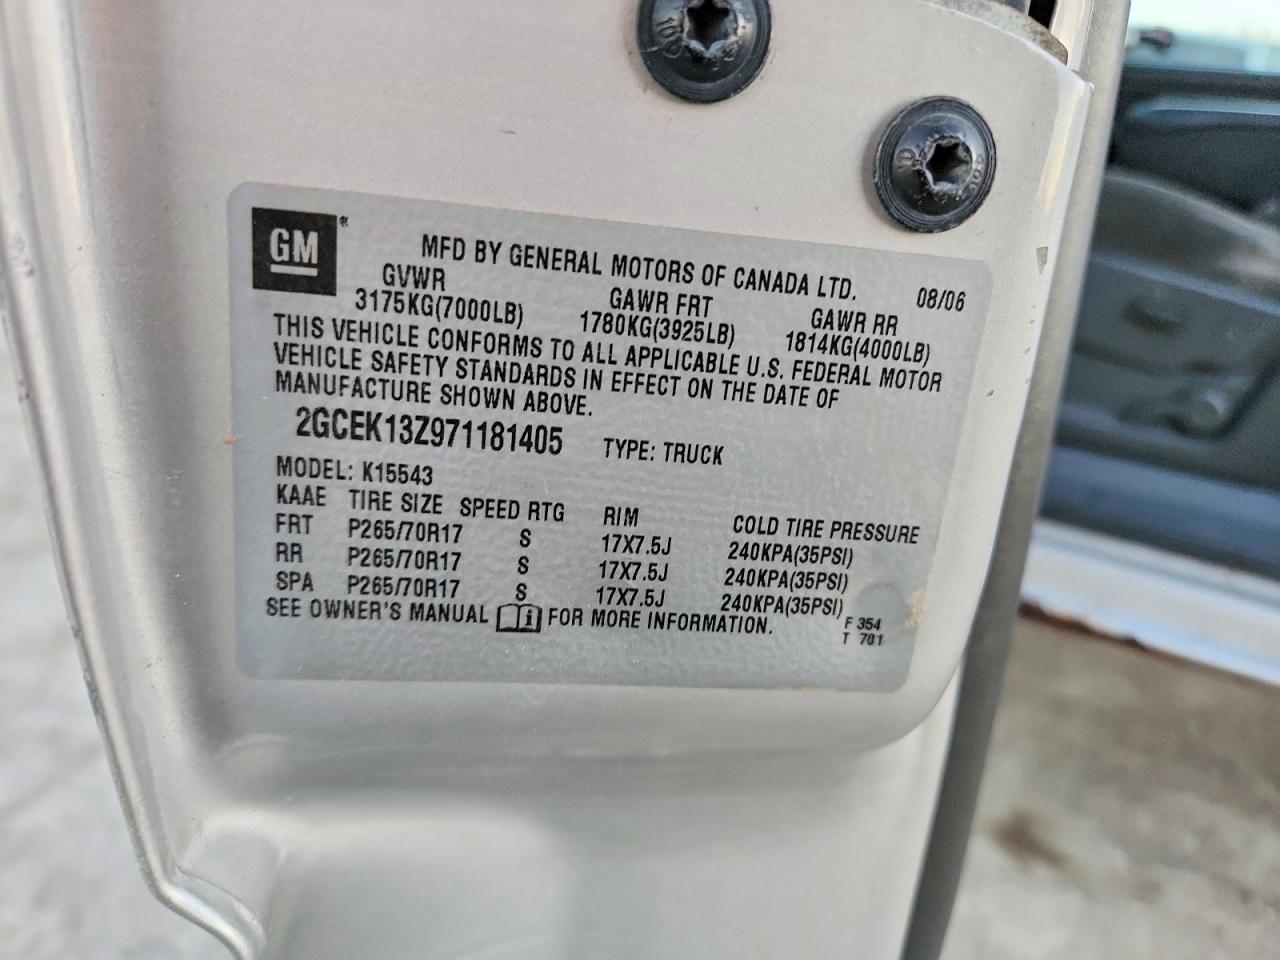 GM ®
MFD BY GENERAL MOTORS OF CANADA LTD.
08/06
GVWR GAWR FRT GAWR RR
3175KG(7000LB) 1780KG(3925LB) 1814KG(4000LB)
THIS VEHICLE CONFORMS TO ALL APPLICABLE U.S. FEDERAL MOTOR
VEHICLE SAFETY STANDARDS IN EFFECT ON THE DATE OF
MANUFACTURE SHOWN ABOVE.
2GCEK13Z971181405 TYPE: TRUCK
MODEL: K15543
KAAE TIRE SIZE SPEED RTG RIM COLD TIRE PRESSURE
FRT P265/70R17 S 17X7.5J 240KPA(35PSI)
RR P265/70R17 S 17X7.5J 240KPA(35PSI)
SPA P265/70R17 S 17X7.5J 240KPA(35PSI)
SEE OWNER'S MANUAL i FOR MORE INFORMATION.
F 354
T 701